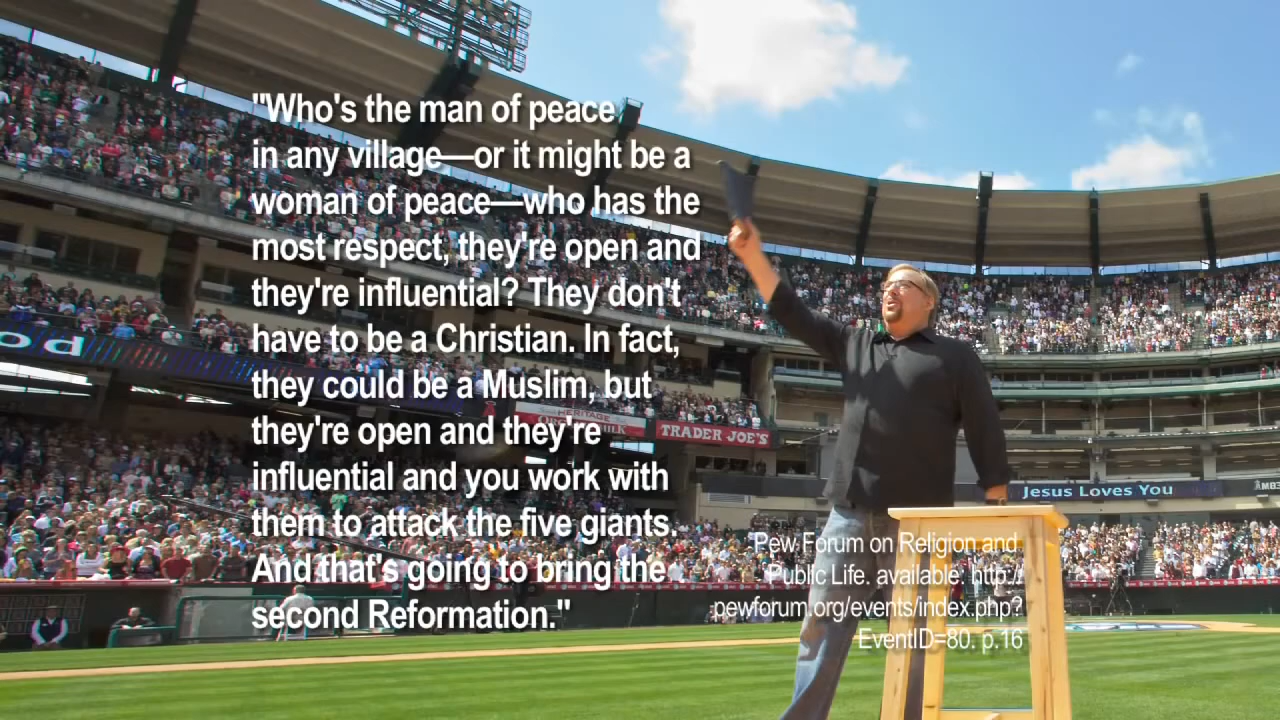 "Who's the man of peace
in any village—or it might be a
woman of peace—who has the
most respect, they're open and
they're influential? They don't
have to be a Christian. In fact,
they could be a Muslim, but
they're open and they're
influential and you work with
them to attack the five giants.
And that's going to bring the
second Reformation."
od
HERITAGE
TRADER JOE'S
Jesus Loves You
Pew Forum on Religion and
Public Life. available: http://
pewforum.org/events/index.php?
EventID=80. p.16